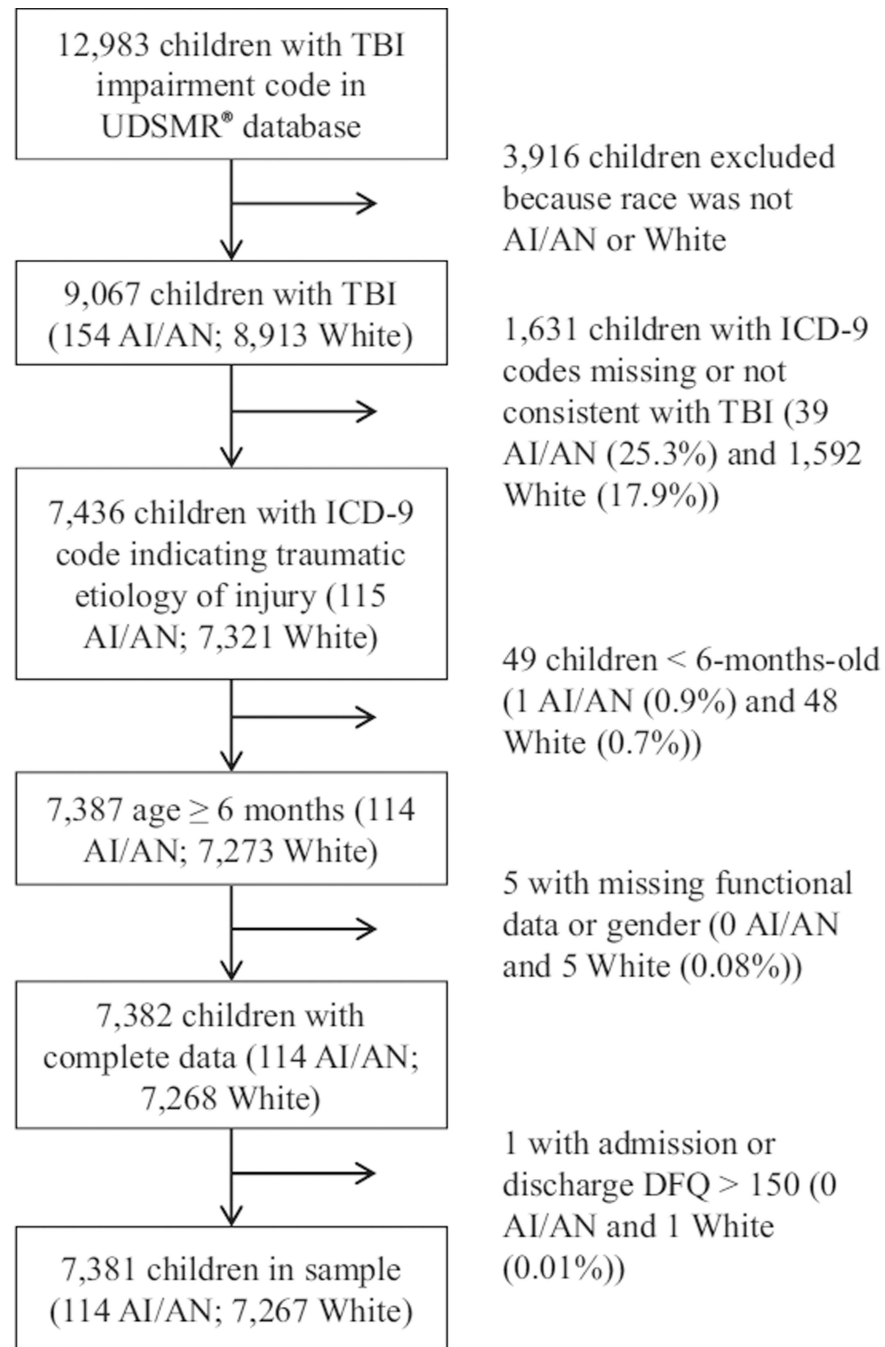 12,983 children with TBI
impairment code in
UDSMR® database
3,916 children excluded
because race was not
AI/AN or White
9,067 children with TBI
(154 AI/AN; 8,913 White)
1,631 children with ICD-9
codes missing or not
consistent with TBI (39
AI/AN (25.3%) and 1,592
White (17.9%))
7,436 children with ICD-9
code indicating traumatic
etiology of injury (115
AI/AN; 7,321 White)
49 children < 6-months-old
(1 AI/AN (0.9%) and 48
White (0.7%))
7,387 age ≥ 6 months (114
AI/AN; 7,273 White)
5 with missing functional
data or gender (0 AI/AN
and 5 White (0.08%))
7,382 children with
complete data (114 AI/AN;
7,268 White)
1 with admission or
discharge DFQ > 150 (0
AI/AN and 1 White
(0.01%))
7,381 children in sample
(114 AI/AN; 7,267 White)